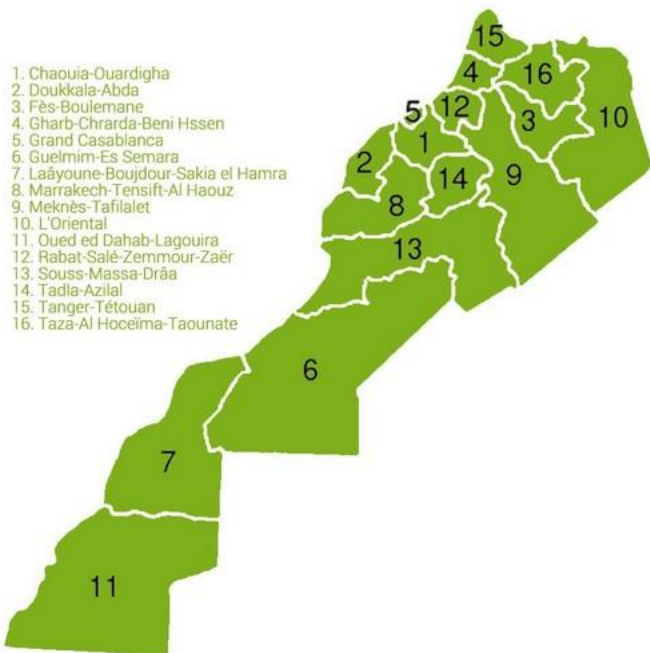 1. Chaouia-Ouardigha
2. Doukkala-Abda
3. Fès-Boulemane
4. Gharb-Chrarda-Beni Hssen
5. Grand Casablanca
6. Guelmim-Es Semara
7. Laâyoune-Boujdour-Sakia el Hamra
8. Marrakech-Tensift-Al Haouz
9. Meknès-Tafilalet
10. L'Oriental
11. Oued ed Dahab-Lagouira
12. Rabat-Salé-Zemmour-Zaër
13. Souss-Massa-Drâa
14. Tadla-Azilal
15. Tanger-Tétouan
16. Taza-Al Hoceïma-Taounate
15
4
16
5
12
10
1
3
2
14
9
8
13
6
7
11